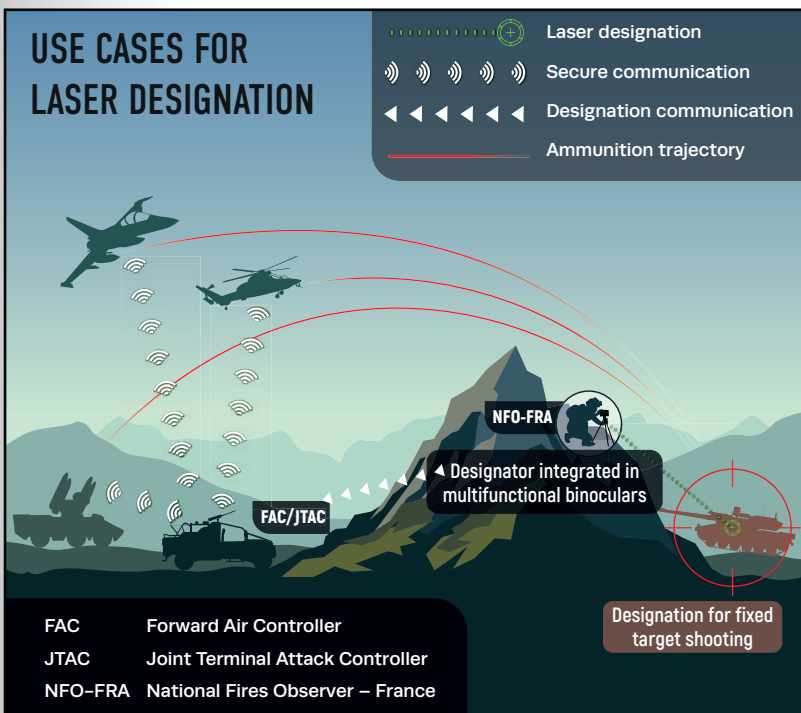 USE CASES FOR
LASER DESIGNATION
Laser designation
Secure communication
Designation communication
Ammunition trajectory
NFO-FRA
Designator integrated in
multifunctional binoculars
FAC/JTAC
Designation for fixed
target shooting
FAC Forward Air Controller
JTAC Joint Terminal Attack Controller
NFO-FRA National Fires Observer – France